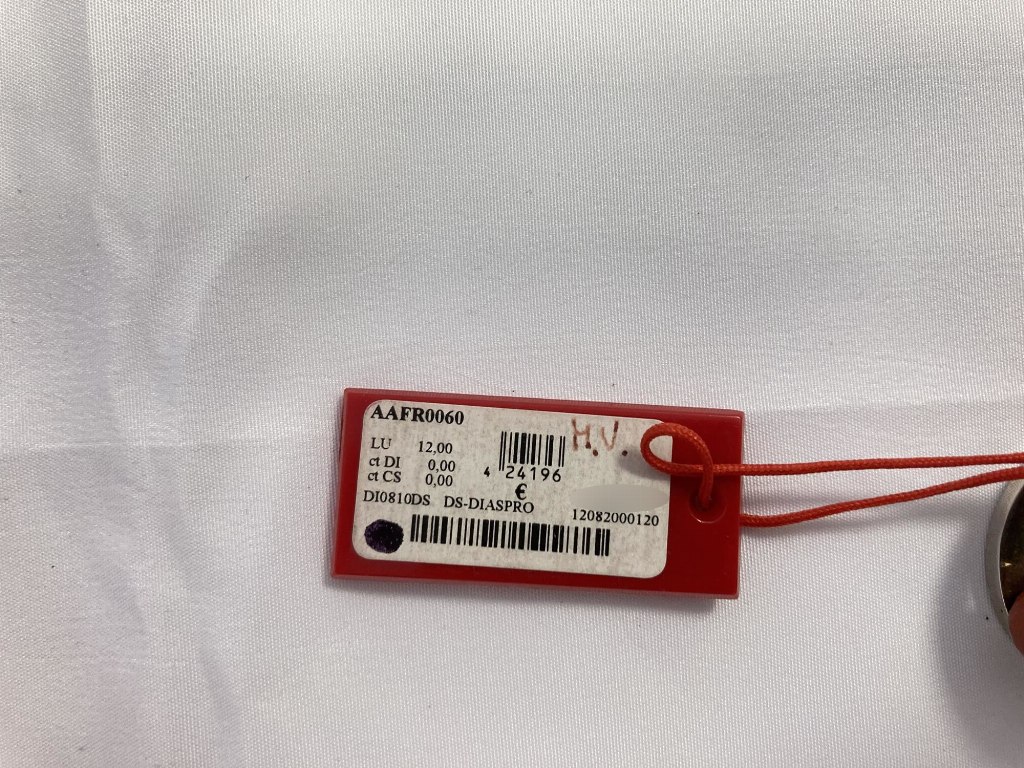 AAFR0060
H.V.
LU 12,00
ct DI 0,00
ct CS 0,00
4 24196
€
DI0810DS DS-DIASPRO
12082000120